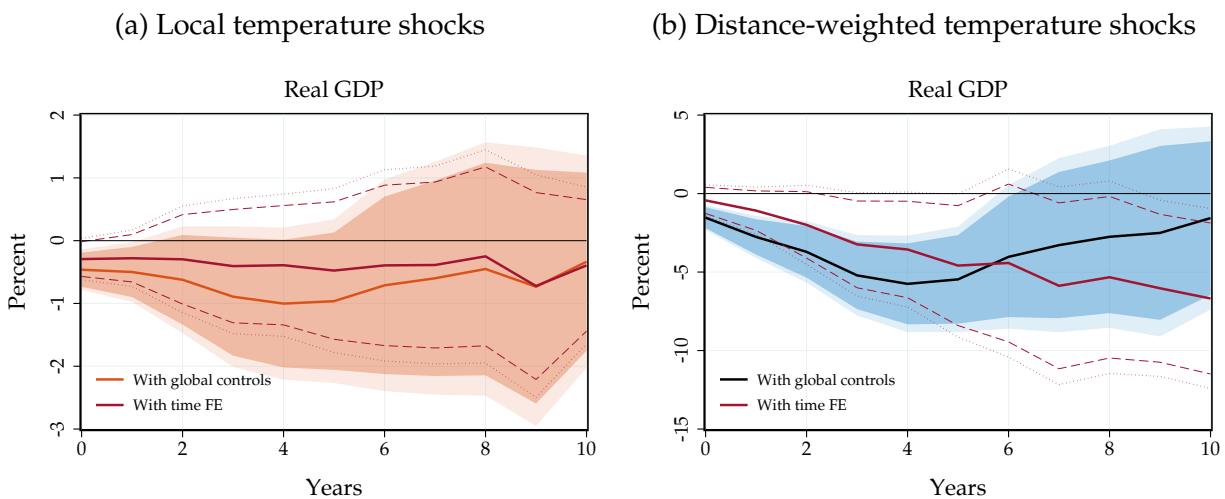 (a) Local temperature shocks
Real GDP
Percent
2
1
0
-1
-2
-3
With global controls
With time FE
0 2 4 6 8 10
Years
(b) Distance-weighted temperature shocks
Real GDP
Percent
5
0
-5
-10
-15
With global controls
With time FE
0 2 4 6 8 10
Years